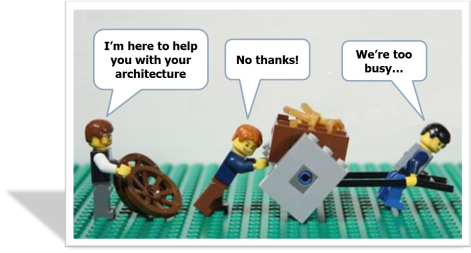 I'm here to help
you with your
architecture
No thanks!
We're too
busy...